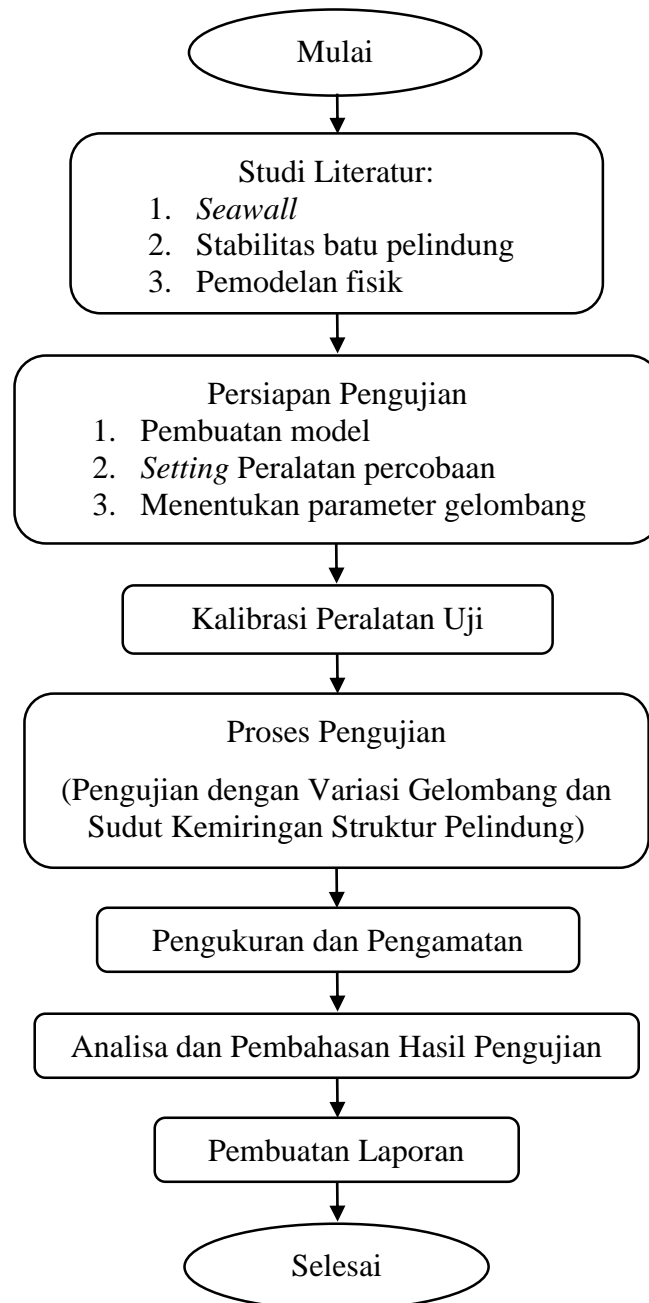 Mulai
Studi Literatur:
1. Seawall
2. Stabilitas batu pelindung
3. Pemodelan fisik
Persiapan Pengujian
1. Pembuatan model
2. Setting Peralatan percobaan
3. Menentukan parameter gelombang
Kalibrasi Peralatan Uji
Proses Pengujian
(Pengujian dengan Variasi Gelombang dan
Sudut Kemiringan Struktur Pelindung)
Pengukuran dan Pengamatan
Analisa dan Pembahasan Hasil Pengujian
Pembuatan Laporan
Selesai